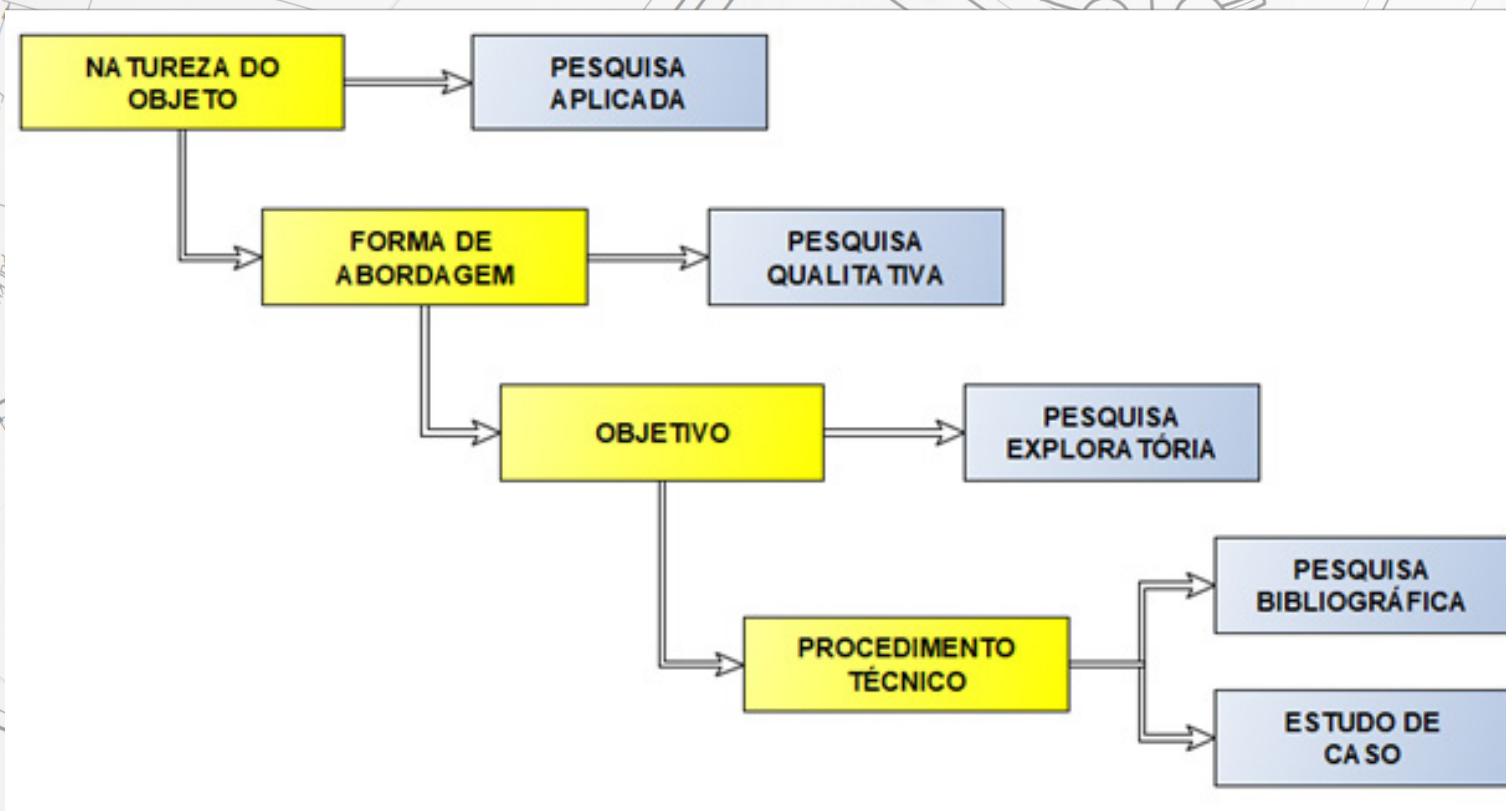 NATUREZA DO
OBJETO
PESQUISA
APLICADA
FORMA DE
ABORDAGEM
PESQUISA
QUALITATIVA
OBJETIVO
PESQUISA
EXPLORATÓRIA
PROCEDIMENTO
TÉCNICO
PESQUISA
BIBLIOGRÁFICA
ESTUDO DE
CASO